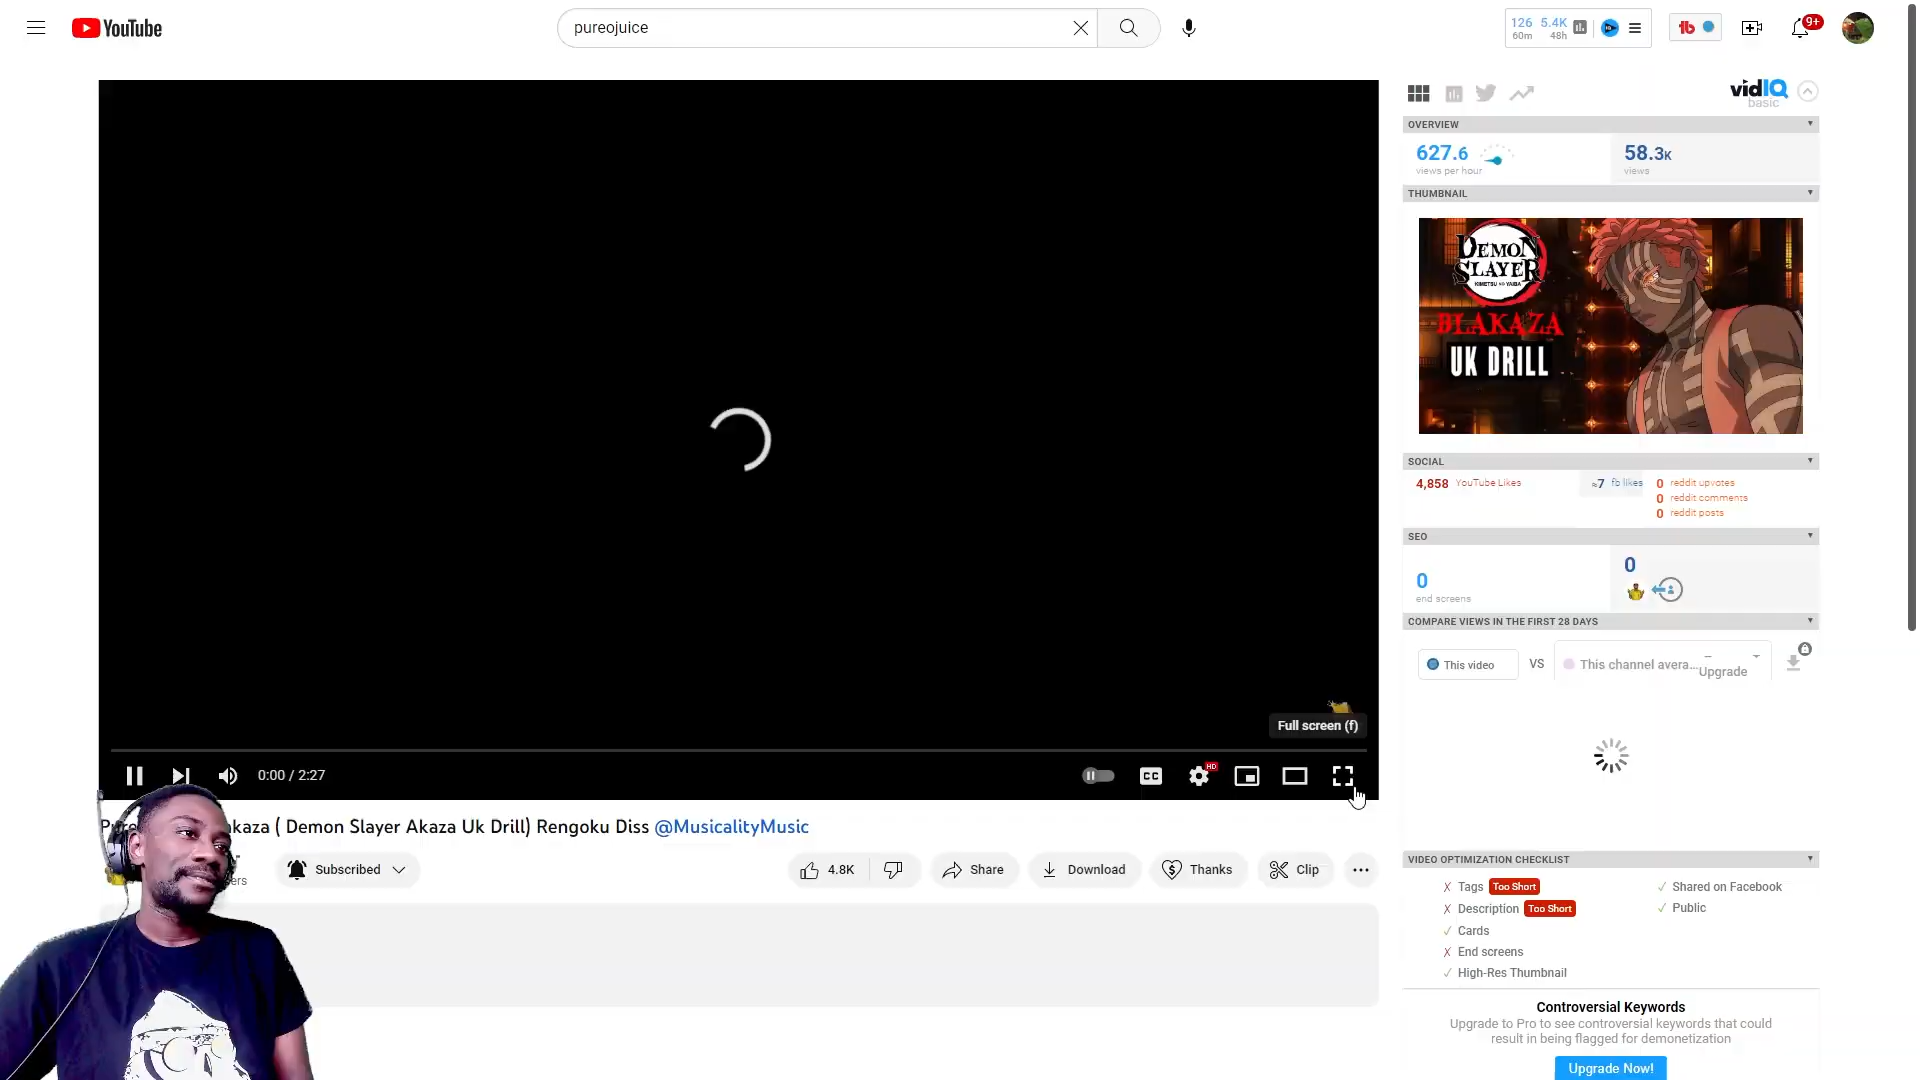 YouTube
pureojuice
126 5.4K
60m 48h
9+
vidIQ
basic
OVERVIEW
627.6
views per hour
58.3K
views
THUMBNAIL
DEMON
SLAYER
KIMETSU NO YAIBA
BLAKAZA
UK DRILL
SOCIAL
4,858 YouTube Likes
≈7 fb likes
0 reddit upvotes
0 reddit comments
0 reddit posts
SEO
0
end screens
0
COMPARE VIEWS IN THE FIRST 28 DAYS
This video VS This channel avera... – Upgrade
Full screen (f)
0:00 / 2:27
CC
HD
kaza ( Demon Slayer Akaza Uk Drill) Rengoku Diss @MusicalityMusic
Subscribed
4.8K
Share
Download
Thanks
Clip
VIDEO OPTIMIZATION CHECKLIST
Tags Too Short
Description Too Short
Cards
End screens
High-Res Thumbnail
Shared on Facebook
Public
Controversial Keywords
Upgrade to Pro to see controversial keywords that could
result in being flagged for demonetization
Upgrade Now!